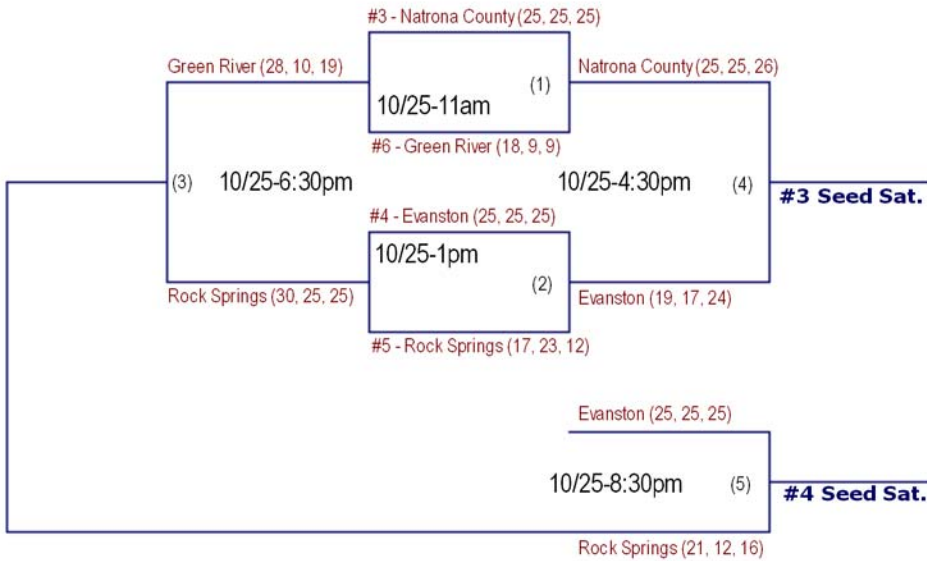 #3 - Natrona County (25, 25, 25)
Green River (28, 10, 19)
Natrona County (25, 25, 26)
(1)
10/25-11am
#6 - Green River (18, 9, 9)
(3)
10/25-6:30pm
10/25-4:30pm
(4)
#3 Seed Sat.
#4 - Evanston (25, 25, 25)
10/25-1pm
(2)
Rock Springs (30, 25, 25)
Evanston (19, 17, 24)
#5 - Rock Springs (17, 23, 12)
Evanston (25, 25, 25)
10/25-8:30pm
(5)
#4 Seed Sat.
Rock Springs (21, 12, 16)